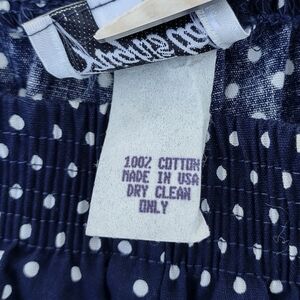 100% COTTON
MADE IN USA
DRY CLEAN
ONLY